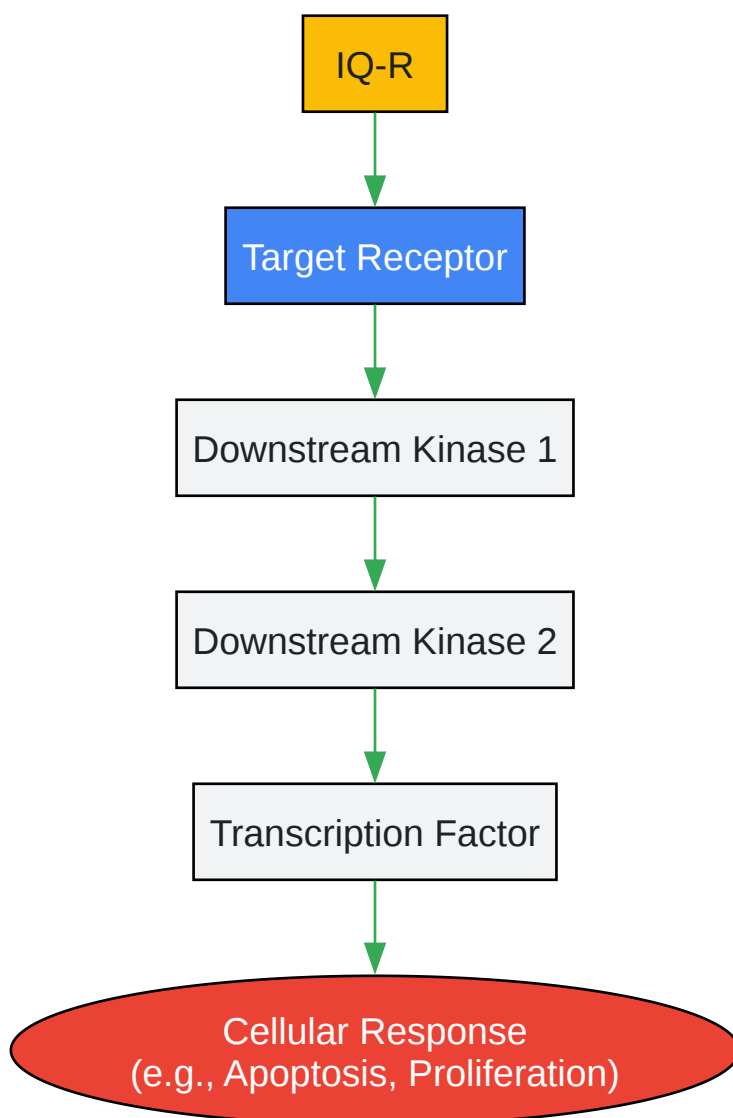 IQ-R
Target Receptor
Downstream Kinase 1
Downstream Kinase 2
Transcription Factor
Cellular Response
(e.g., Apoptosis, Proliferation)